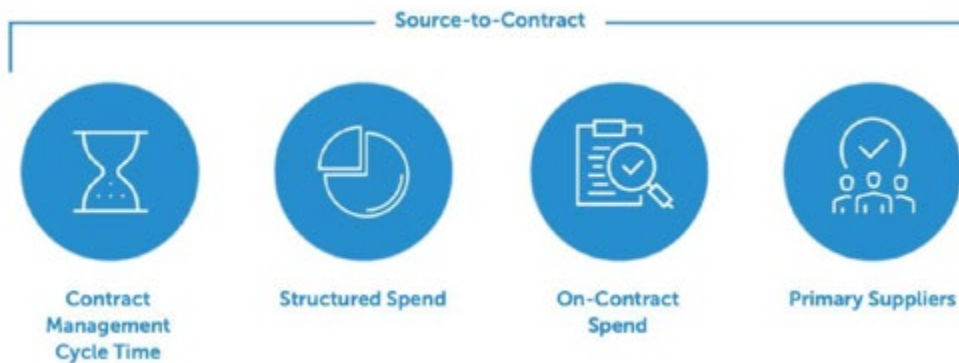 Source-to-Contract
Contract
Management
Cycle Time
Structured Spend
On-Contract
Spend
Primary Suppliers